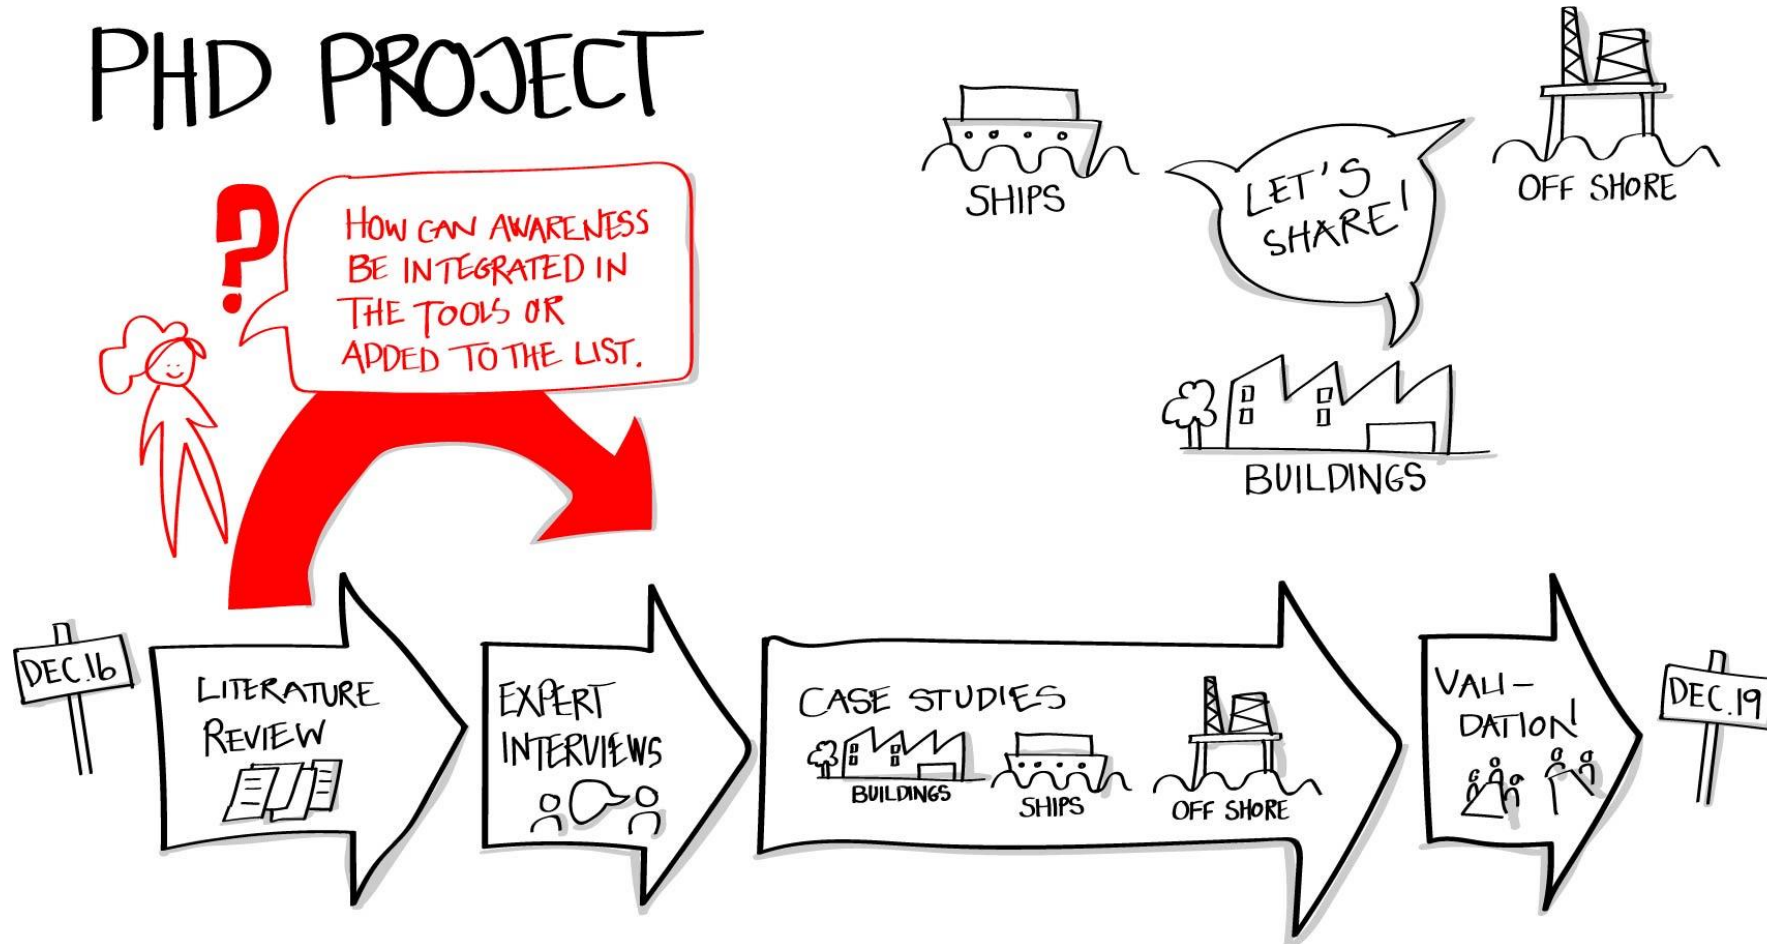 PHD PROJECT
?
HOW CAN AWARENESS
BE INTEGRATED IN
THE TOOLS OR
ADDED TO THE LIST.
SHIPS
LET'S
SHARE!
OFF SHORE
BUILDINGS
DEC.16
LITERATURE
REVIEW
EXPERT
INTERVIEWS
CASE STUDIES
BUILDINGS
SHIPS
OFF SHORE
VALI-
DATION
DEC.19